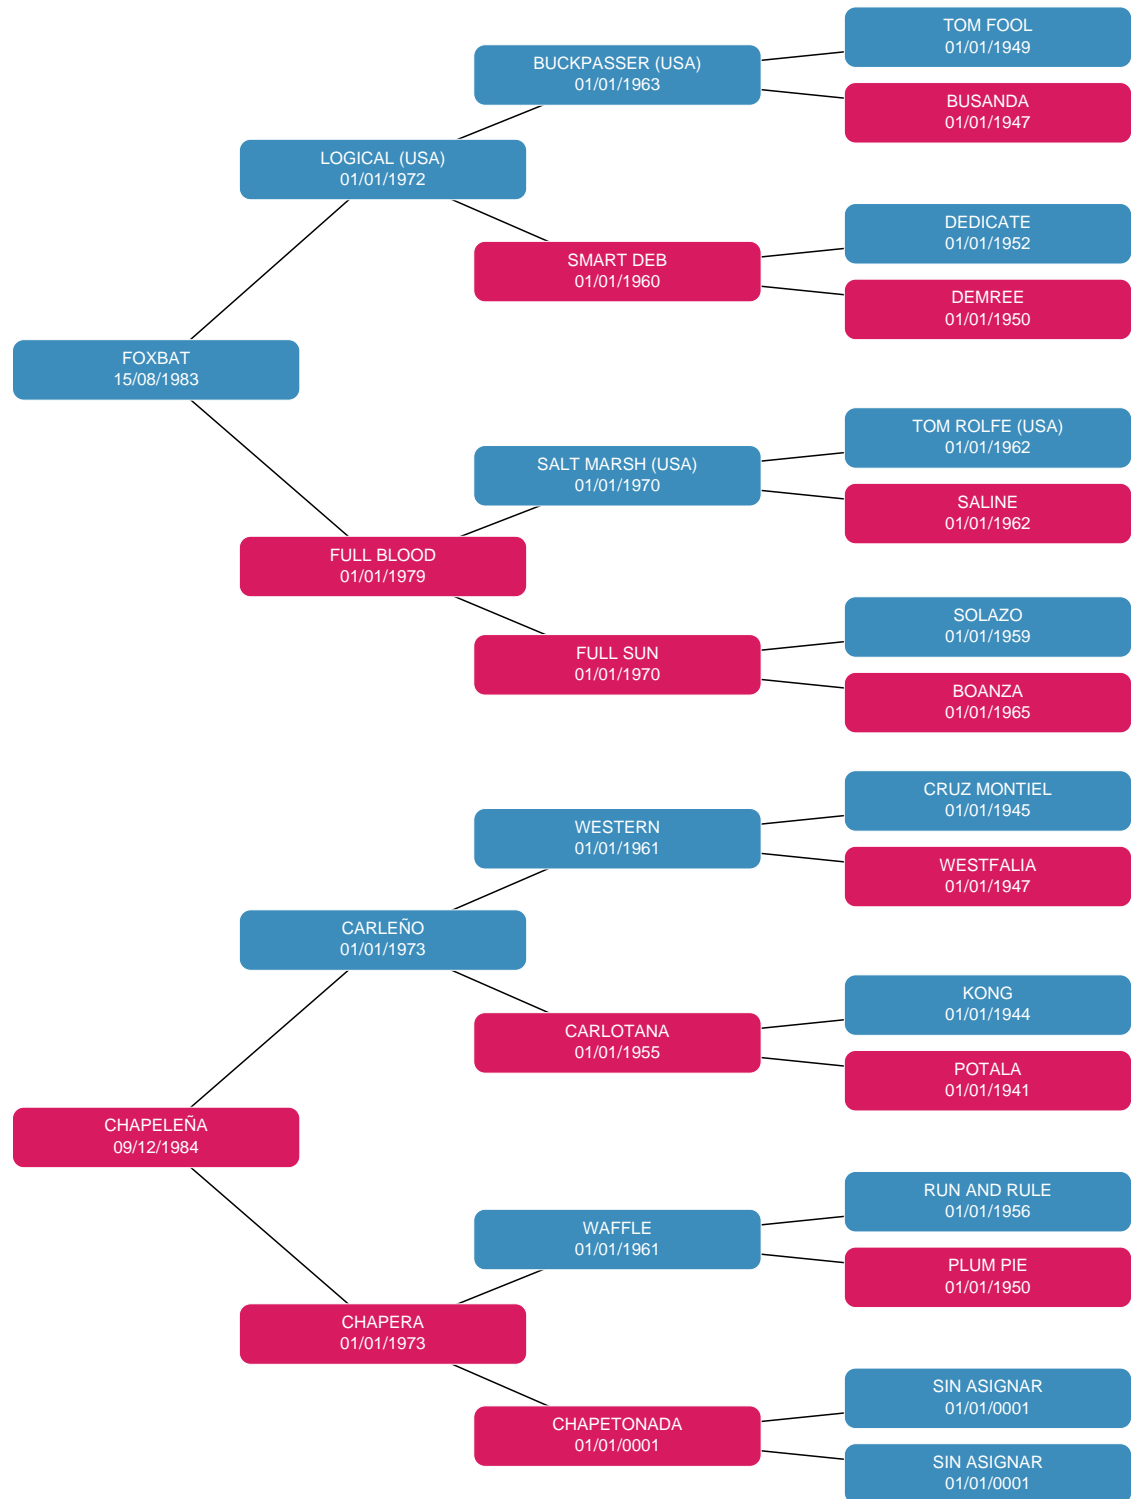 TOM FOOL
01/01/1949
BUCKPASSER (USA)
01/01/1963
BUSANDA
01/01/1947
LOGICAL (USA)
01/01/1972
DEDICATE
01/01/1952
SMART DEB
01/01/1960
DEMREE
01/01/1950
FOXBAT
15/08/1983
TOM ROLFE (USA)
01/01/1962
SALT MARSH (USA)
01/01/1970
SALINE
01/01/1962
FULL BLOOD
01/01/1979
SOLAZO
01/01/1959
FULL SUN
01/01/1970
BOANZA
01/01/1965
CRUZ MONTIEL
01/01/1945
WESTERN
01/01/1961
WESTFALIA
01/01/1947
CARLEÑO
01/01/1973
KONG
01/01/1944
CARLOTANA
01/01/1955
POTALA
01/01/1941
CHAPELEÑA
09/12/1984
RUN AND RULE
01/01/1956
WAFFLE
01/01/1961
PLUM PIE
01/01/1950
CHAPERA
01/01/1973
SIN ASIGNAR
01/01/0001
CHAPETONADA
01/01/0001
SIN ASIGNAR
01/01/0001